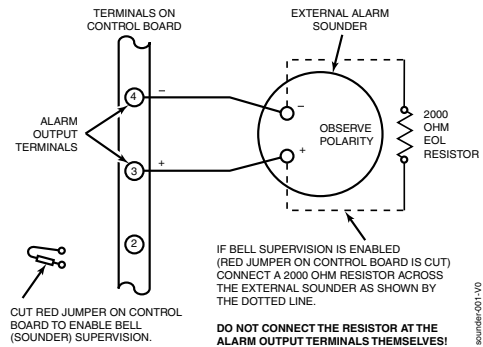 TERMINALS ON
CONTROL BOARD
EXTERNAL ALARM
SOUNDER
4
–
–
ALARM
OUTPUT
TERMINALS
OBSERVE
POLARITY
2000
OHM
EOL
RESISTOR
3
+
+
2
CUT RED JUMPER ON CONTROL
BOARD TO ENABLE BELL
(SOUNDER) SUPERVISION.
IF BELL SUPERVISION IS ENABLED
(RED JUMPER ON CONTROL BOARD IS CUT)
CONNECT A 2000 OHM RESISTOR ACROSS
THE EXTERNAL SOUNDER AS SHOWN BY
THE DOTTED LINE.
DO NOT CONNECT THE RESISTOR AT THE
ALARM OUTPUT TERMINALS THEMSELVES!
sounder-001-V0